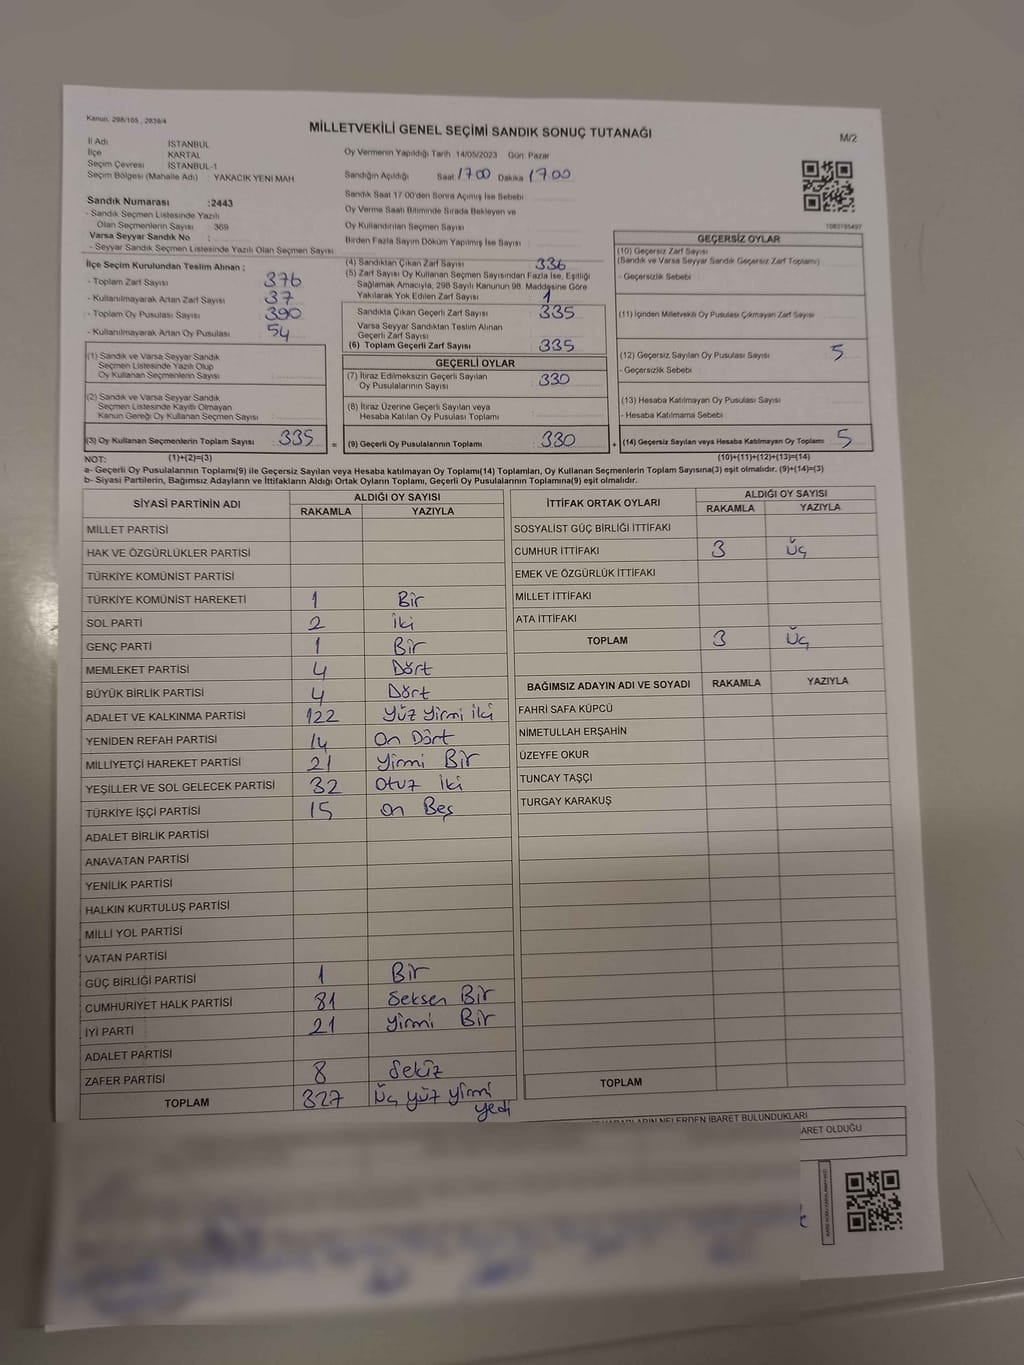 Kanun, 298/105 , 2839/4
MİLLETVEKİLİ GENEL SEÇİMİ SANDIK SONUÇ TUTANAĞI
M/2
İl Adı : İSTANBUL
İlçe : KARTAL
Seçim Çevresi : İSTANBUL-1
Seçim Bölgesi (Mahalle Adı) : YAKACIK YENİ MAH
Oy Vermenin Yapıldığı Tarih 14/05/2023 Gün Pazar
Sandığın Açıldığı Saat 17.00 Dakika 17.00
Sandık Saat 17.00'den Sonra Açımış İse Sebebi
Oy Verme Saati Bitiminde Sırada Bekleyen ve
Oy Kullandırılan Seçmen Sayısı
Birden Fazla Sayım Döküm Yapılmış İse Sayısı
Sandık Numarası :2443
- Sandık Seçmen Listesinde Yazılı
Olan Seçmenlerin Sayısı 369
Varsa Seyyar Sandık No :
- Seyyar Sandık Seçmen Listesinde Yazılı Olan Seçmen Sayısı
İlçe Seçim Kurulundan Teslim Alınan ;
- Toplam Zarf Sayısı 376
- Kullanılmayarak Artan Zarf Sayısı 37
- Toplam Oy Pusulası Sayısı 390
- Kullanılmayarak Artan Oy Pusulası 54
(1) Sandık ve Varsa Seyyar Sandık
Seçmen Listesinde Yazılı Olup
Oy Kullanan Seçmenlerin Sayısı
(2) Sandık ve Varsa Seyyar Sandık
Seçmen Listesinde Kayıtlı Olmayan
Kanun Gereği Oy Kullanan Seçmen Sayısı
(3) Oy Kullanan Seçmenlerin Toplam Sayısı 335
(4) Sandıktan Çıkan Zarf Sayısı 336
(5) Zarf Sayısı Oy Kullanan Seçmen Sayısından Fazla İse, Eşitliği
Sağlamak Amacıyla, 298 Sayılı Kanunun 98. Maddesine Göre
Yakılarak Yok Edilen Zarf Sayısı 1
Sandıkta Çıkan Geçerli Zarf Sayısı 335
Varsa Seyyar Sandıktan Teslim Alınan
Geçerli Zarf Sayısı
(6) Toplam Geçerli Zarf Sayısı 335
GEÇERLİ OYLAR
(7) İtiraz Edilmeksizin Geçerli Sayılan
Oy Pusulalarının Sayısı 330
(8) İtiraz Üzerine Geçerli Sayılan veya
Hesaba Katılan Oy Pusulası Toplamı
= (9) Geçerli Oy Pusulalarının Toplamı 330
1083785497
GEÇERSİZ OYLAR
(10) Geçersiz Zarf Sayısı
(Sandık ve Varsa Seyyar Sandık Geçersiz Zarf Toplamı)
- Geçersizlik Sebebi
(11) İçinden Milletvekili Oy Pusulası Çıkmayan Zarf Sayısı
(12) Geçersiz Sayılan Oy Pusulası Sayısı 5
- Geçersizlik Sebebi
(13) Hesaba Katılmayan Oy Pusulası Sayısı
- Hesaba Katılmama Sebebi
+ (14) Geçersiz Sayılan veya Hesaba Katılmayan Oy Toplamı 5
NOT: (1)+(2)=(3) (10)+(11)+(12)+(13)=(14)
a- Geçerli Oy Pusulalarının Toplamı(9) ile Geçersiz Sayılan veya Hesaba katılmayan Oy Toplamı(14) Toplamları, Oy Kullanan Seçmenlerin Toplam Sayısına(3) eşit olmalıdır. (9)+(14)=(3)
b- Siyasi Partilerin, Bağımsız Adayların ve İttifakların Aldığı Ortak Oyların Toplamı, Geçerli Oy Pusulalarının Toplamına(9) eşit olmalıdır.
SİYASİ PARTİNİN ADI ALDIĞI OY SAYISI
RAKAMLA YAZIYLA
MİLLET PARTİSİ
HAK VE ÖZGÜRLÜKLER PARTİSİ
TÜRKİYE KOMÜNİST PARTİSİ
TÜRKİYE KOMÜNİST HAREKETİ 1 Bir
SOL PARTİ 2 İki
GENÇ PARTİ 1 Bir
MEMLEKET PARTİSİ 4 Dört
BÜYÜK BİRLİK PARTİSİ 4 Dört
ADALET VE KALKINMA PARTİSİ 122 Yüz Yirmi iki
YENİDEN REFAH PARTİSİ 14 On Dört
MİLLİYETÇİ HAREKET PARTİSİ 21 Yirmi Bir
YEŞİLLER VE SOL GELECEK PARTİSİ 32 Otuz iki
TÜRKİYE İŞÇİ PARTİSİ 15 On Beş
ADALET BİRLİK PARTİSİ
ANAVATAN PARTİSİ
YENİLİK PARTİSİ
HALKIN KURTULUŞ PARTİSİ
MİLLİ YOL PARTİSİ
VATAN PARTİSİ
GÜÇ BİRLİĞİ PARTİSİ 1 Bir
CUMHURİYET HALK PARTİSİ 81 Seksen Bir
İYİ PARTİ 21 Yirmi Bir
ADALET PARTİSİ
ZAFER PARTİSİ 8 Sekiz
TOPLAM 327 Üç yüz yirmi
yedi
İTTİFAK ORTAK OYLARI ALDIĞI OY SAYISI
RAKAMLA YAZIYLA
SOSYALİST GÜÇ BİRLİĞİ İTTİFAKI
CUMHUR İTTİFAKI 3 Üç
EMEK VE ÖZGÜRLÜK İTTİFAKI
MİLLET İTTİFAKI
ATA İTTİFAKI
TOPLAM 3 Üç
BAĞIMSIZ ADAYIN ADI VE SOYADI RAKAMLA YAZIYLA
FAHRİ SAFA KÜPCÜ
NİMETULLAH ERŞAHİN
ÜZEYFE OKUR
TUNCAY TAŞÇI
TURGAY KARAKUŞ
TOPLAM
NELERDEN İBARET BULUNDUKLARI
ARET OLDUĞU